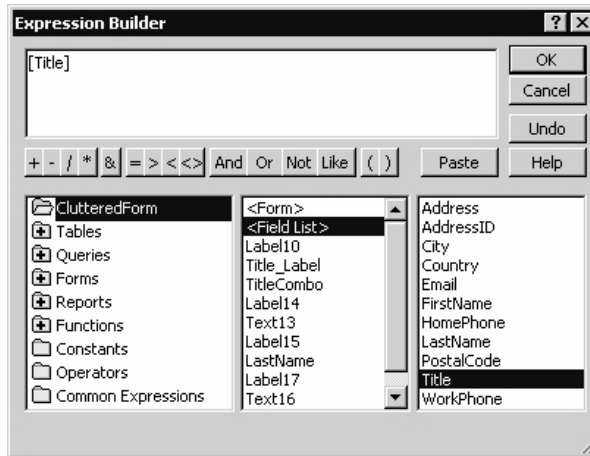 Expression Builder
[Title]
OK
Cancel
Undo
+ - / * & = > < <> And Or Not Like ( ) Paste Help
ClutteredForm
Tables
Queries
Forms
Reports
Functions
Constants
Operators
Common Expressions
<Form>
<Field List>
Label10
Title_Label
TitleCombo
Label14
Text13
Label15
LastName
Label17
Text16
Address
AddressID
City
Country
Email
FirstName
HomePhone
LastName
PostalCode
Title
WorkPhone